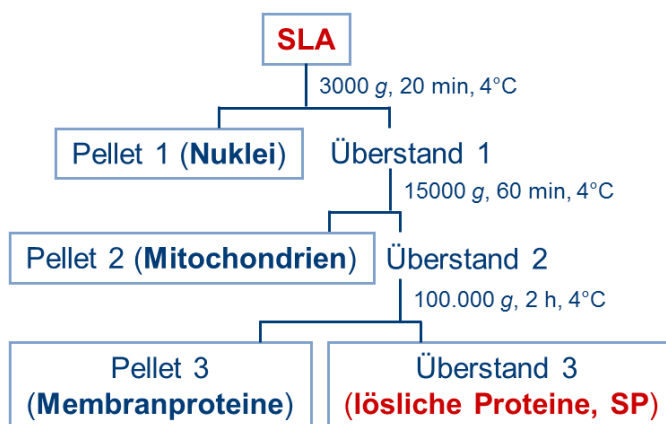 SLA
3000 g, 20 min, 4°C
Pellet 1 (Nuklei) Überstand 1
15000 g, 60 min, 4°C
Pellet 2 (Mitochondrien) Überstand 2
100.000 g, 2 h, 4°C
Pellet 3
(Membranproteine)
Überstand 3
(lösliche Proteine, SP)